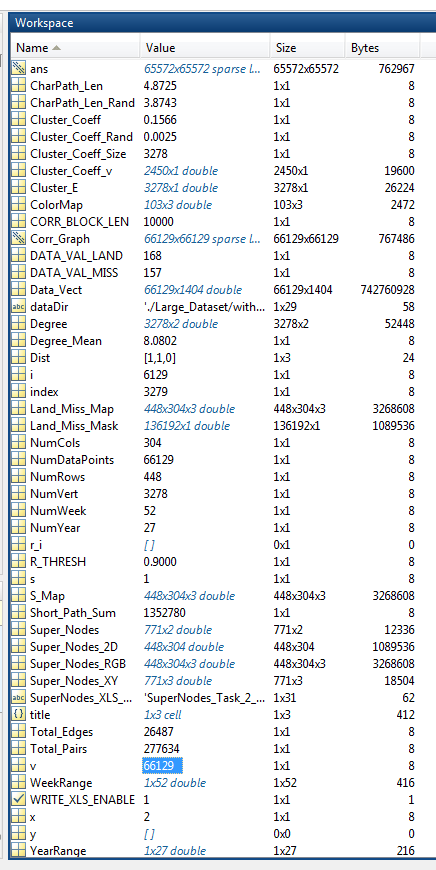 Workspace
Name Value Size Bytes
ans 65572x65572 sparse l... 65572x65572 762967
CharPath_Len 4.8725 1x1 8
CharPath_Len_Rand 3.8743 1x1 8
Cluster_Coeff 0.1566 1x1 8
Cluster_Coeff_Rand 0.0025 1x1 8
Cluster_Coeff_Size 3278 1x1 8
Cluster_Coeff_v 2450x1 double 2450x1 19600
Cluster_E 3278x1 double 3278x1 26224
ColorMap 103x3 double 103x3 2472
CORR_BLOCK_LEN 10000 1x1 8
Corr_Graph 66129x66129 sparse l... 66129x66129 767486
DATA_VAL_LAND 168 1x1 8
DATA_VAL_MISS 157 1x1 8
Data_Vect 66129x1404 double 66129x1404 742760928
abc dataDir './Large_Dataset/with... 1x29 58
Degree 3278x2 double 3278x2 52448
Degree_Mean 8.0802 1x1 8
Dist [1,1,0] 1x3 24
i 6129 1x1 8
index 3279 1x1 8
Land_Miss_Map 448x304x3 double 448x304x3 3268608
Land_Miss_Mask 136192x1 double 136192x1 1089536
NumCols 304 1x1 8
NumDataPoints 66129 1x1 8
NumRows 448 1x1 8
NumVert 3278 1x1 8
NumWeek 52 1x1 8
NumYear 27 1x1 8
r_i [ ] 0x1 0
R_THRESH 0.9000 1x1 8
s 1 1x1 8
S_Map 448x304x3 double 448x304x3 3268608
Short_Path_Sum 1352780 1x1 8
Super_Nodes 771x2 double 771x2 12336
Super_Nodes_2D 448x304 double 448x304 1089536
Super_Nodes_RGB 448x304x3 double 448x304x3 3268608
Super_Nodes_XY 771x3 double 771x3 18504
abc SuperNodes_XLS_... 'SuperNodes_Task_2_... 1x31 62
{} title 1x3 cell 1x3 412
Total_Edges 26487 1x1 8
Total_Pairs 277634 1x1 8
v 66129 1x1 8
WeekRange 1x52 double 1x52 416
WRITE_XLS_ENABLE 1 1x1 1
x 2 1x1 8
y [ ] 0x0 0
YearRange 1x27 double 1x27 216